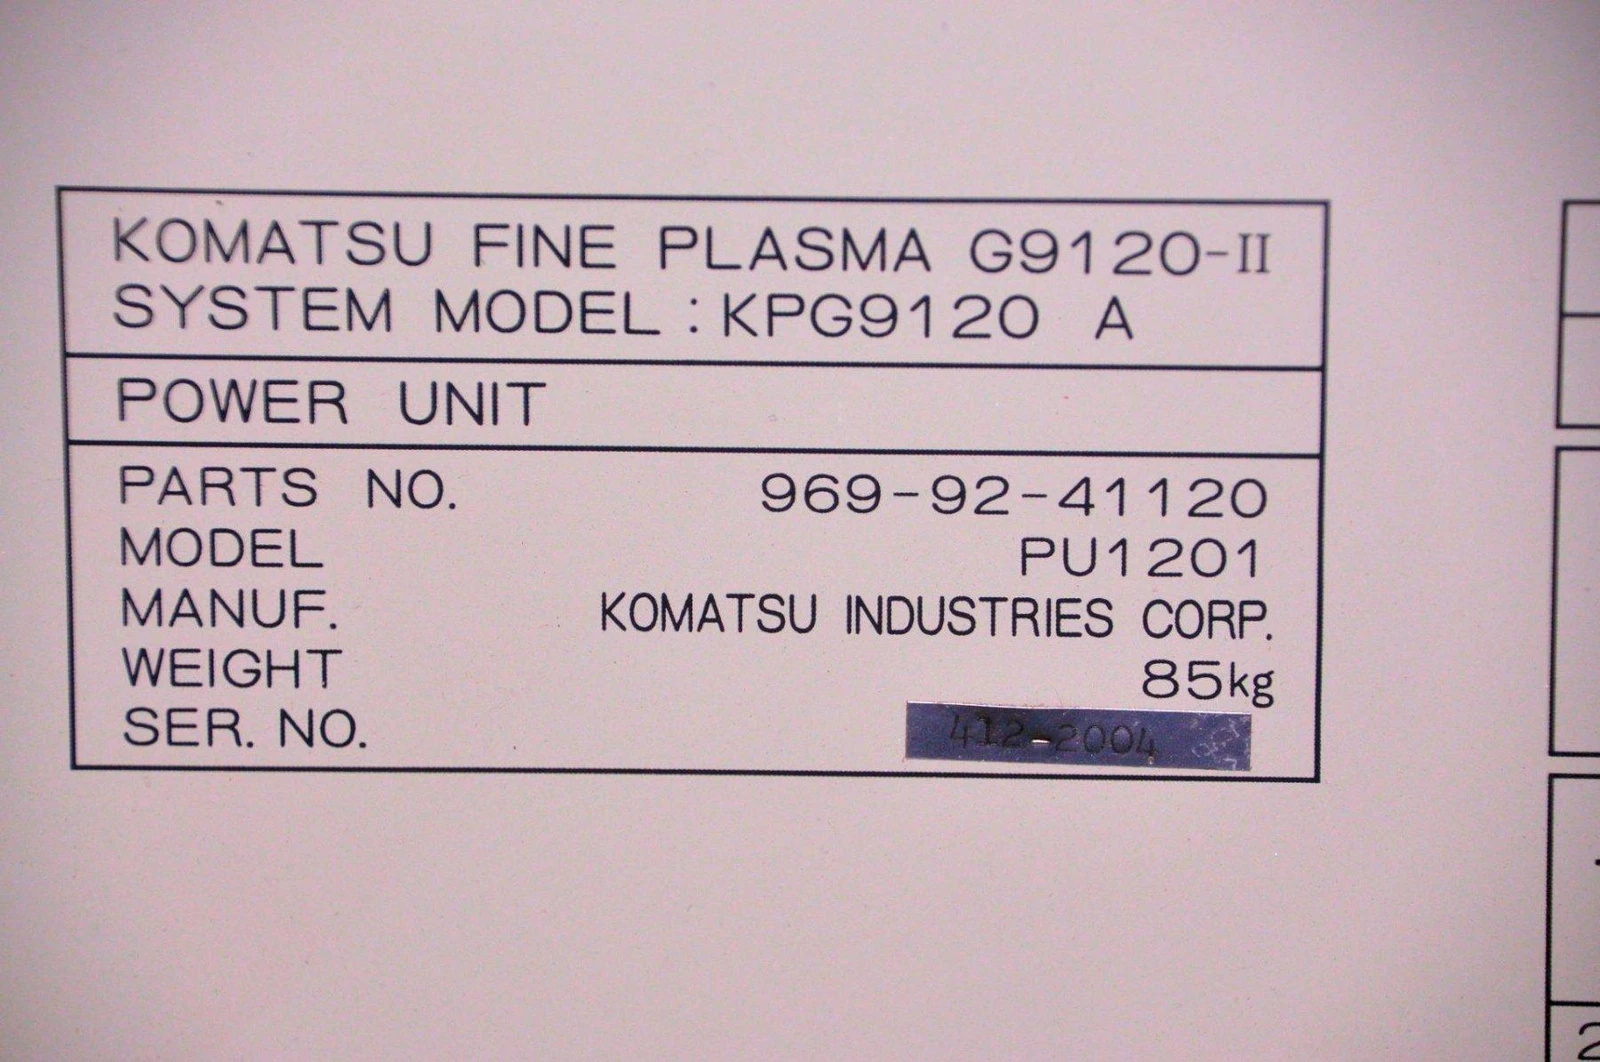 KOMATSU FINE PLASMA G9120-II
SYSTEM MODEL : KPG9120 A
POWER UNIT
PARTS NO. 969-92-41120
MODEL PU1201
MANUF. KOMATSU INDUSTRIES CORP.
WEIGHT 85kg
SER. NO. 412-2004
2